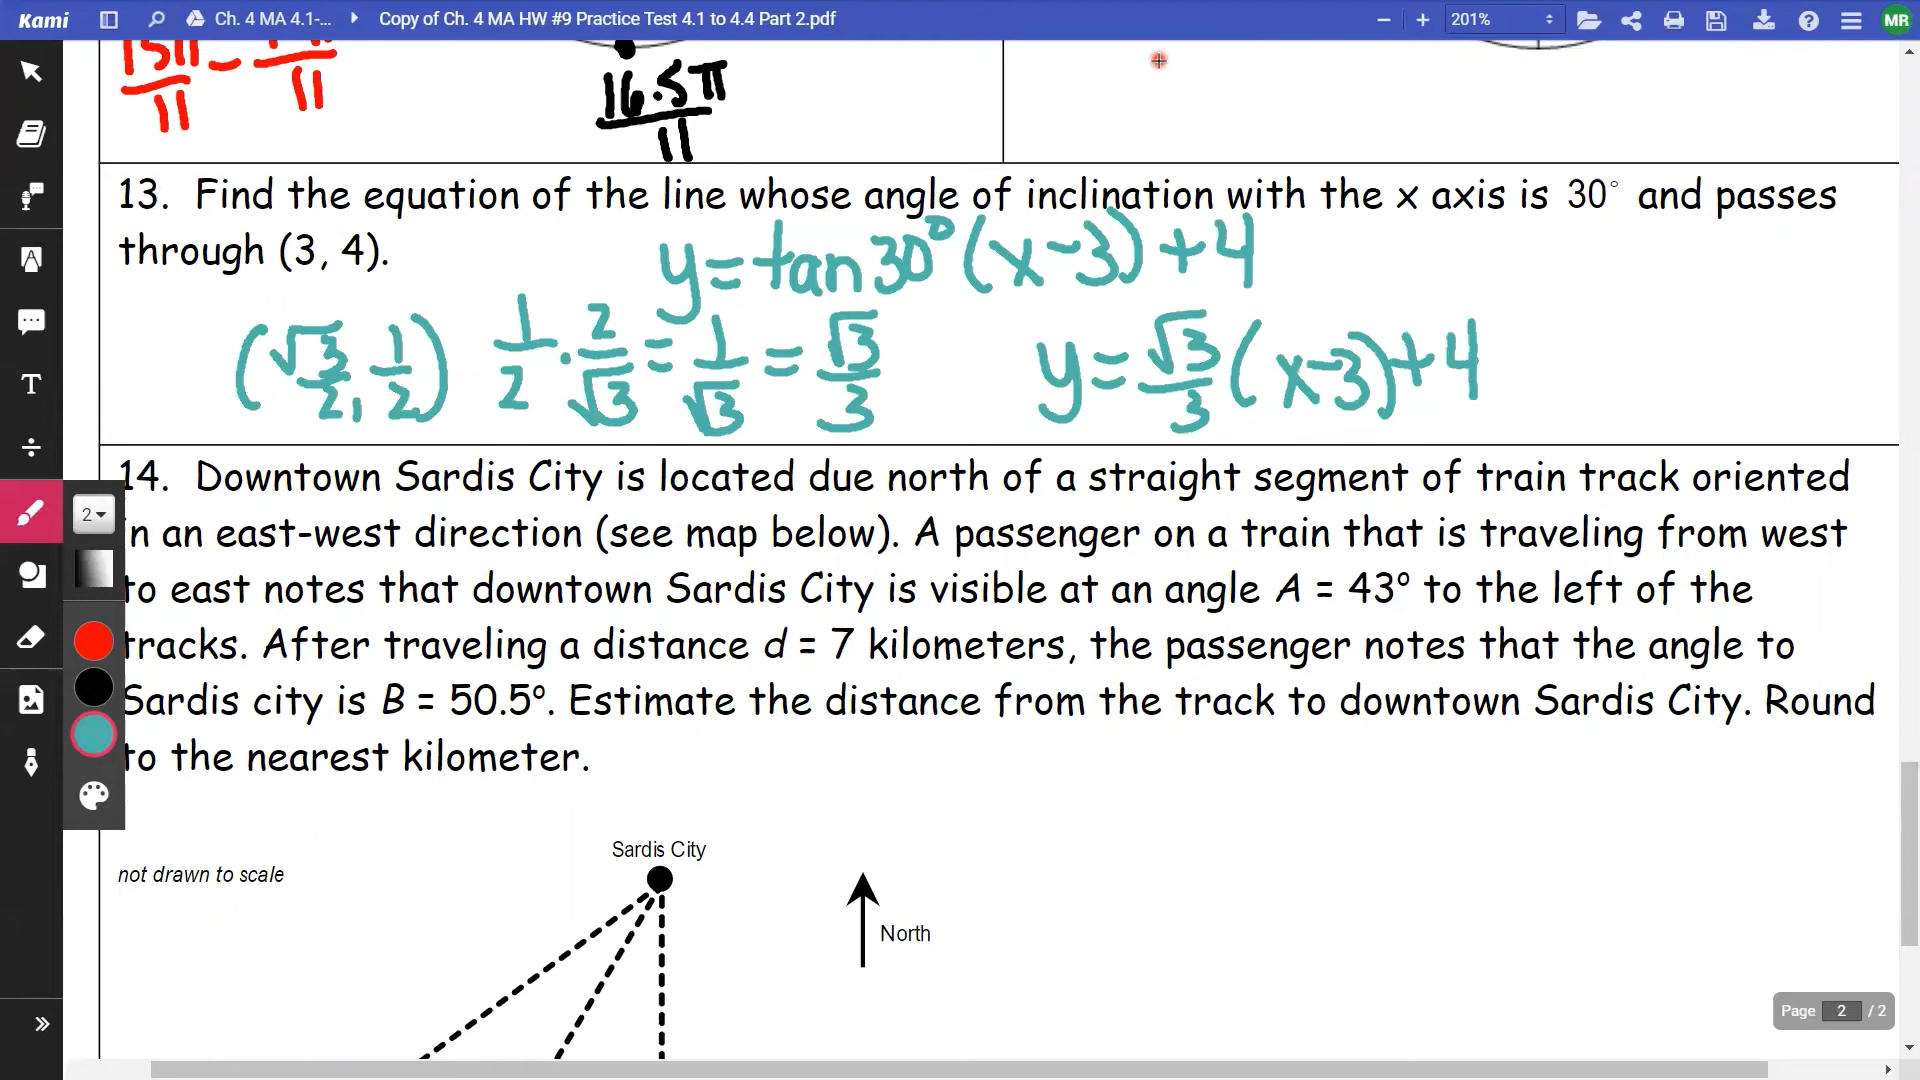 Kami Ch. 4 MA 4.1-... Copy of Ch. 4 MA HW #9 Practice Test 4.1 to 4.4 Part 2.pdf 201% MR
11 - 11
16.5π
11
13. Find the equation of the line whose angle of inclination with the x axis is 30° and passes
through (3, 4).
y = tan 30° (x-3) + 4
(√3/2, 1/2) 1/2 · 2/√3 = 1/√3 = √3/3 y = √3/3 (x-3) + 4
14. Downtown Sardis City is located due north of a straight segment of train track oriented
in an east-west direction (see map below). A passenger on a train that is traveling from west
to east notes that downtown Sardis City is visible at an angle A = 43° to the left of the
tracks. After traveling a distance d = 7 kilometers, the passenger notes that the angle to
Sardis city is B = 50.5°. Estimate the distance from the track to downtown Sardis City. Round
to the nearest kilometer.
2
Sardis City
not drawn to scale
North
Page 2 / 2